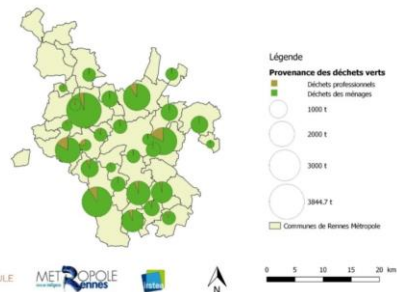 Légende
Provenance des déchets verts
Déchets professionnels
Déchets des ménages
1000 t
2000 t
3000 t
3844.7 t
Communes de Rennes Métropole
ULE
METROPOLE
Rennes
N
0 5 10 15 20 km